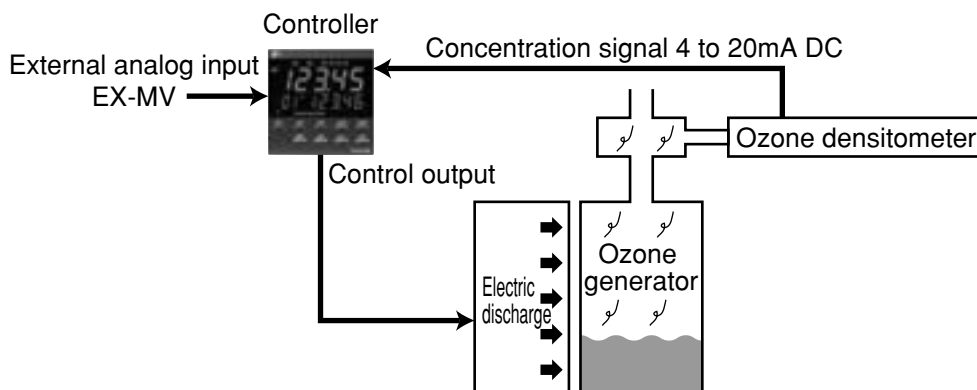 Controller
External analog input
EX-MV
Concentration signal 4 to 20mA DC
12345
Ozone densitometer
Control output
Electric
discharge
Ozone
generator